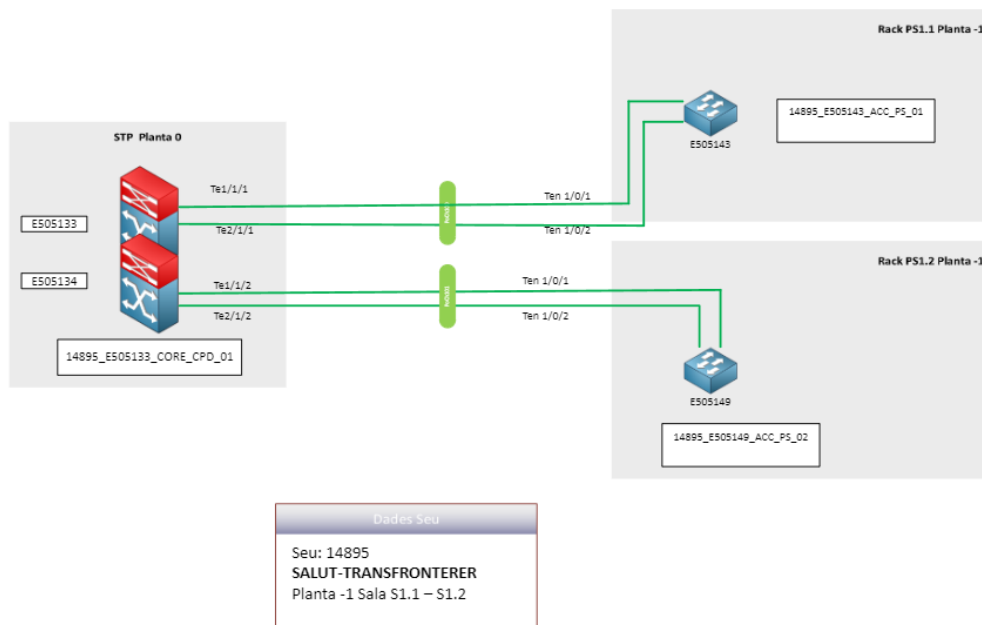 Rack PS1.1 Planta -1
14895_E505143_ACC_PS_01
E505143
STP Planta 0
Te1/1/1
Ten 1/0/1
E505133
Te2/1/1
Ten 1/0/2
Rack PS1.2 Planta -1
E505134
Te1/1/2
Ten 1/0/1
Te2/1/2
Ten 1/0/2
14895_E505133_CORE_CPD_01
E505149
14895_E505149_ACC_PS_02
Dades Seu
Seu: 14895
SALUT-TRANSFRONTERER
Planta -1 Sala S1.1 – S1.2